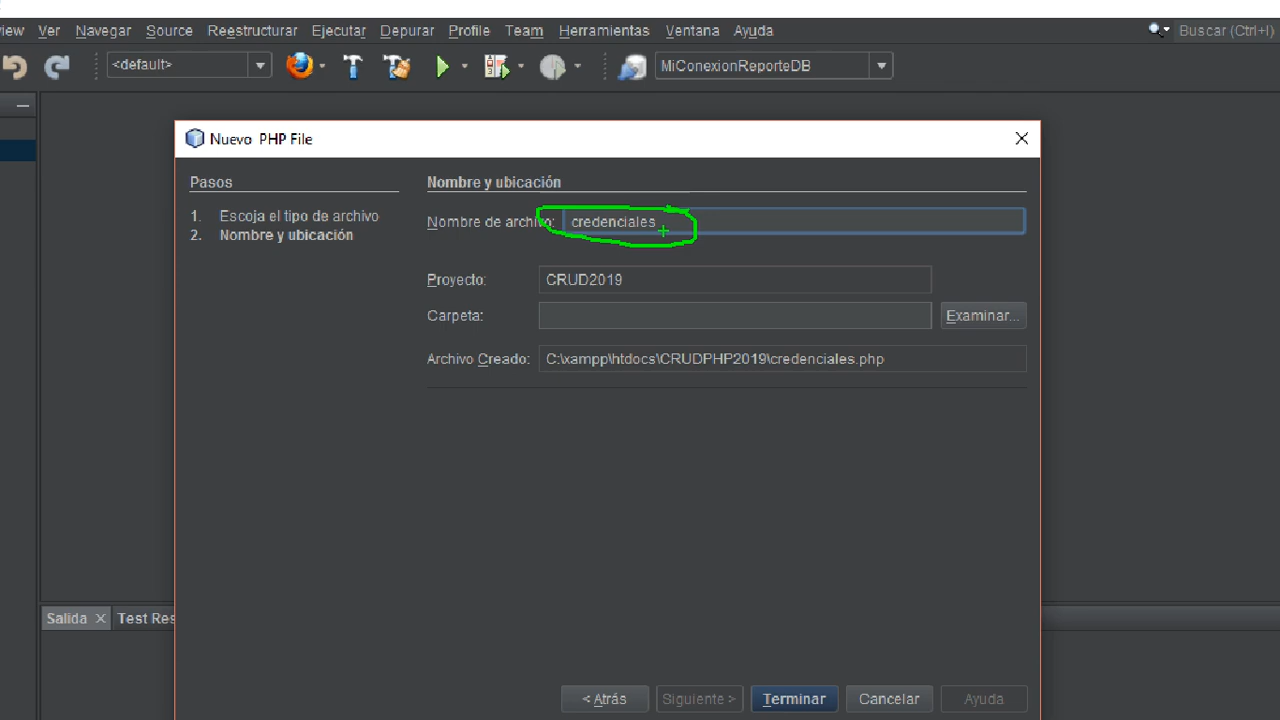 iew Ver Navegar Source Reestructurar Ejecutar Depurar Profile Team Herramientas Ventana Ayuda Buscar (Ctrl+I)
<default> MiConexionReporteDB
Nuevo PHP File
Pasos
1. Escoja el tipo de archivo
2. Nombre y ubicación
Nombre y ubicación
Nombre de archivo: credenciales
Proyecto: CRUD2019
Carpeta: Examinar...
Archivo Creado: C:\xampp\htdocs\CRUDPHP2019\credenciales.php
Salida Test Res
< Atrás Siguiente > Terminar Cancelar Ayuda